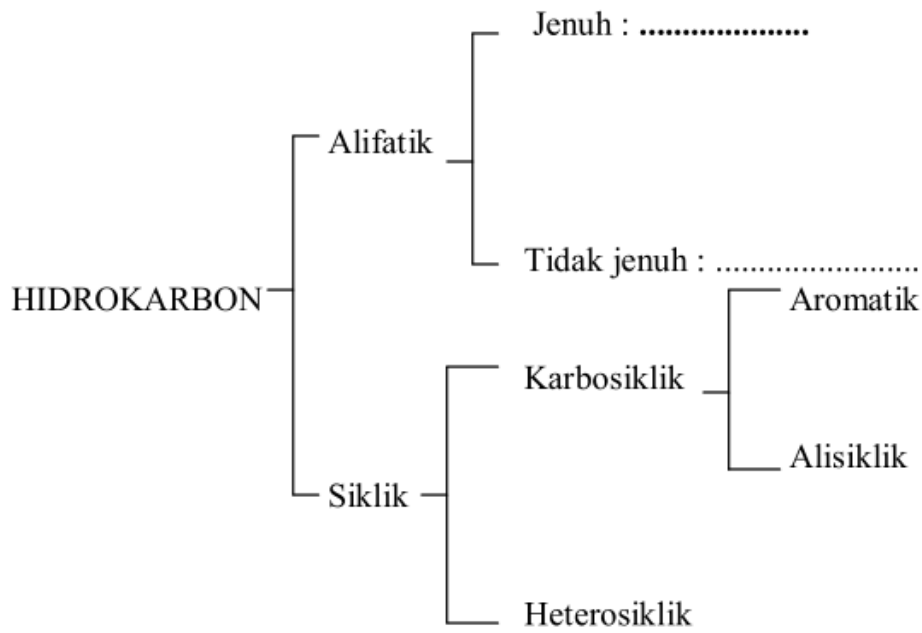 Jenuh : ....................
Alifatik
Tidak jenuh : ........................
HIDROKARBON
Aromatik
Karbosiklik
Alisiklik
Siklik
Heterosiklik